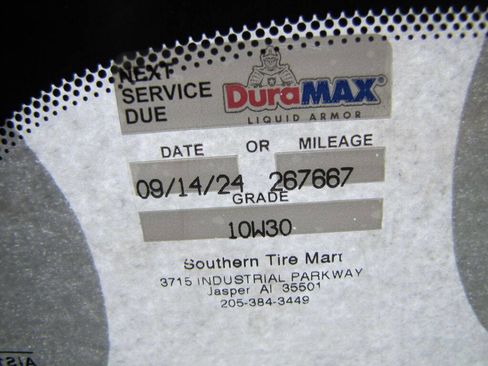 NEXT
SERVICE
DUE
DuraMAX®
LIQUID ARMOR
DATE OR MILEAGE
09/14/24 267667
GRADE
10W30
Southern Tire Mart
3715 INDUSTRIAL PARKWAY
Jasper Al 35501
205-384-3449